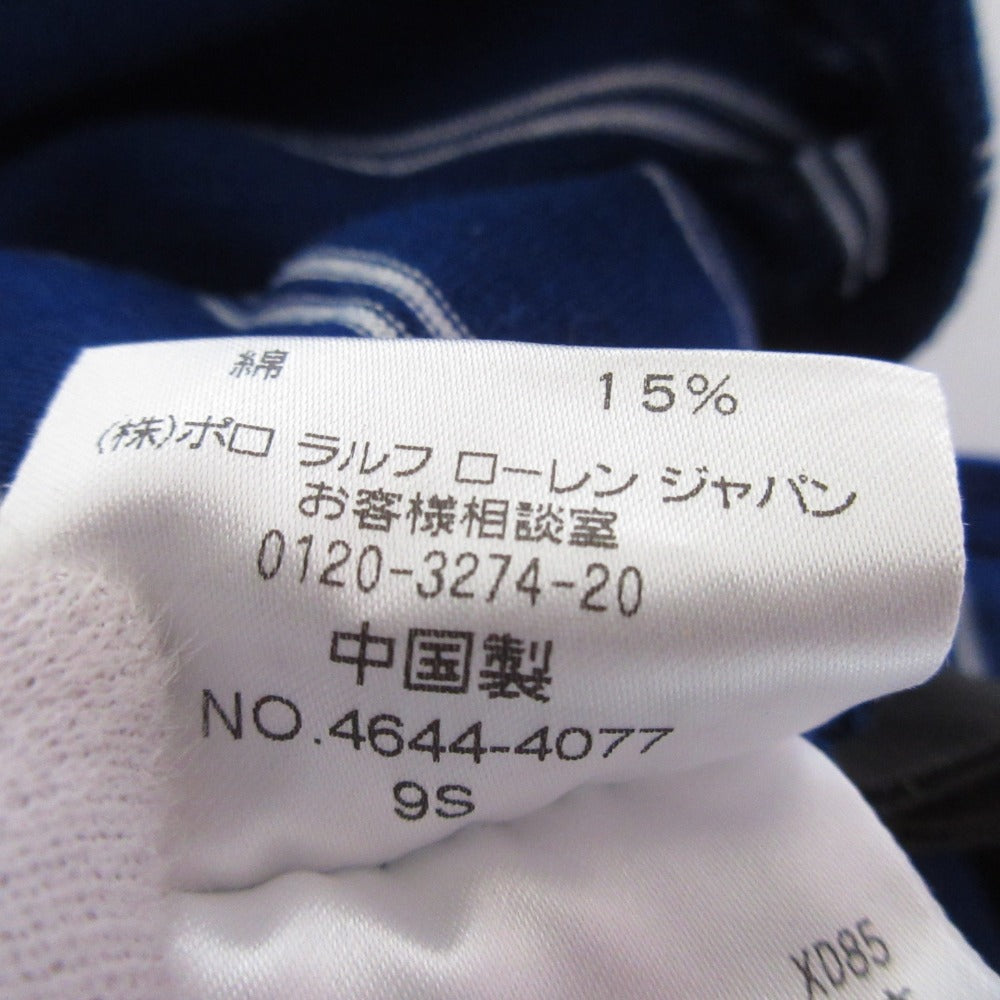 綿 15%
(株)ポロ ラルフ ローレン ジャパン
お客様相談室
0120-3274-20
中国製
NO.4644-4077
9S
XD85